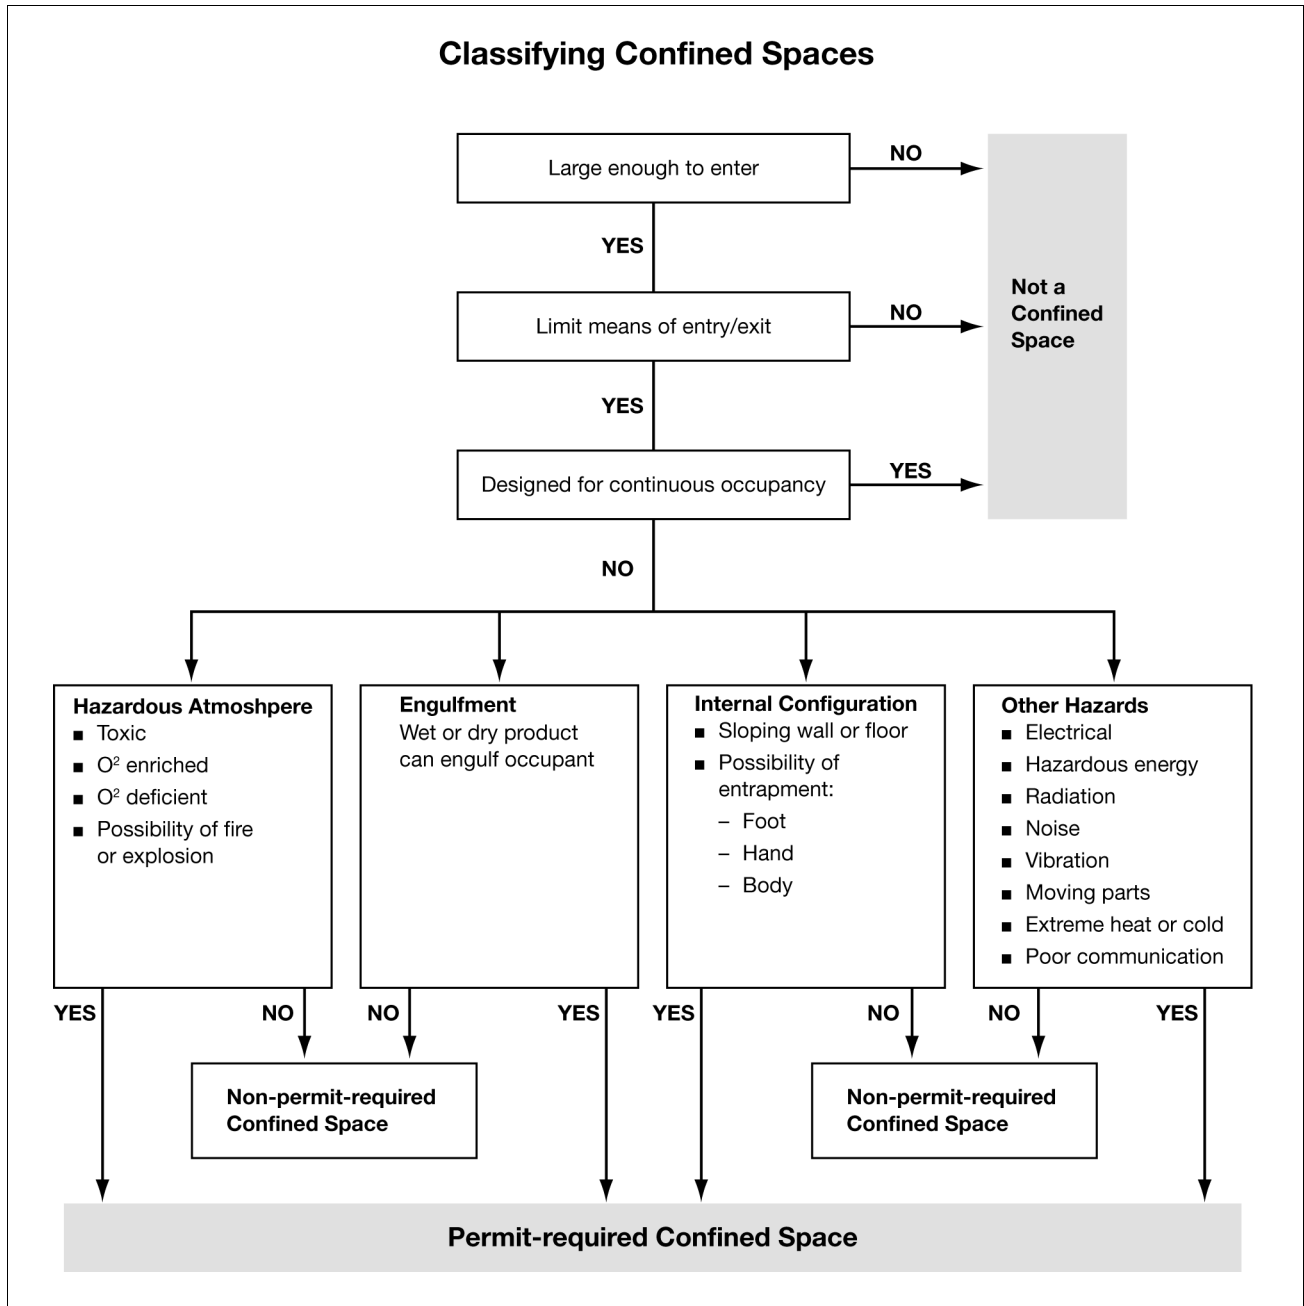 Classifying Confined Spaces
Large enough to enter
NO
YES
Not a
Confined
Space
Limit means of entry/exit
NO
YES
Designed for continuous occupancy
YES
NO
Hazardous Atmoshpere
■ Toxic
■ O² enriched
■ O² deficient
■ Possibility of fire
or explosion
Engulfment
Wet or dry product
can engulf occupant
Internal Configuration
■ Sloping wall or floor
■ Possibility of
entrapment:
– Foot
– Hand
– Body
Other Hazards
■ Electrical
■ Hazardous energy
■ Radiation
■ Noise
■ Vibration
■ Moving parts
■ Extreme heat or cold
■ Poor communication
YES
NO
NO
YES
YES
NO
NO
YES
Non-permit-required
Confined Space
Non-permit-required
Confined Space
Permit-required Confined Space